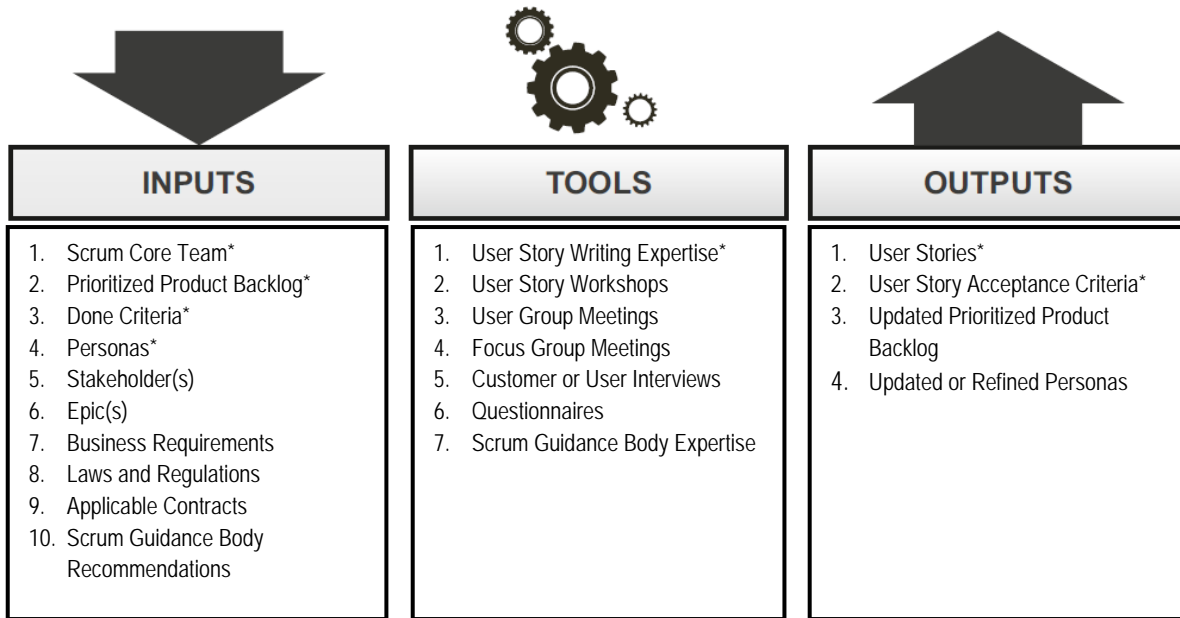 INPUTS
1. Scrum Core Team*
2. Prioritized Product Backlog*
3. Done Criteria*
4. Personas*
5. Stakeholder(s)
6. Epic(s)
7. Business Requirements
8. Laws and Regulations
9. Applicable Contracts
10. Scrum Guidance Body
Recommendations
TOOLS
1. User Story Writing Expertise*
2. User Story Workshops
3. User Group Meetings
4. Focus Group Meetings
5. Customer or User Interviews
6. Questionnaires
7. Scrum Guidance Body Expertise
OUTPUTS
1. User Stories*
2. User Story Acceptance Criteria*
3. Updated Prioritized Product
Backlog
4. Updated or Refined Personas